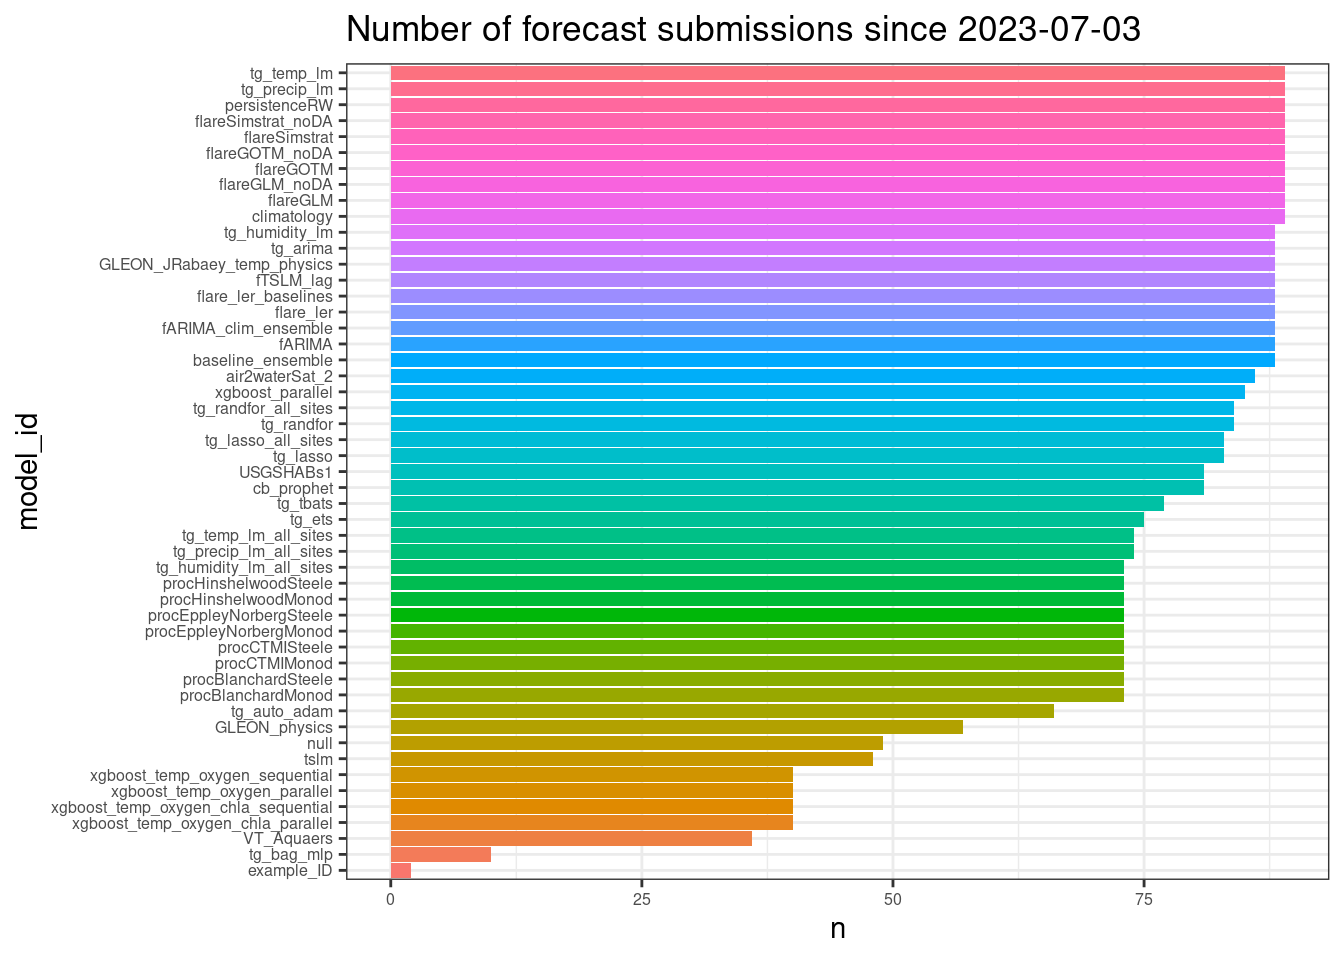 Number of forecast submissions since 2023-07-03
model_id
tg_temp_lm
tg_precip_lm
persistenceRW
flareSimstrat_noDA
flareSimstrat
flareGOTM_noDA
flareGOTM
flareGLM_noDA
flareGLM
climatology
tg_humidity_lm
tg_arima
GLEON_JRabaey_temp_physics
fTSLM_lag
flare_ler_baselines
flare_ler
fARIMA_clim_ensemble
fARIMA
baseline_ensemble
air2waterSat_2
xgboost_parallel
tg_randfor_all_sites
tg_randfor
tg_lasso_all_sites
tg_lasso
USGSHABs1
cb_prophet
tg_tbats
tg_ets
tg_temp_lm_all_sites
tg_precip_lm_all_sites
tg_humidity_lm_all_sites
procHinshelwoodSteele
procHinshelwoodMonod
procEppleyNorbergSteele
procEppleyNorbergMonod
procCTMISteele
procCTMIMonod
procBlanchardSteele
procBlanchardMonod
tg_auto_adam
GLEON_physics
null
tslm
xgboost_temp_oxygen_sequential
xgboost_temp_oxygen_parallel
xgboost_temp_oxygen_chla_sequential
xgboost_temp_oxygen_chla_parallel
VT_Aquaers
tg_bag_mlp
example_ID
0 25 50 75
n